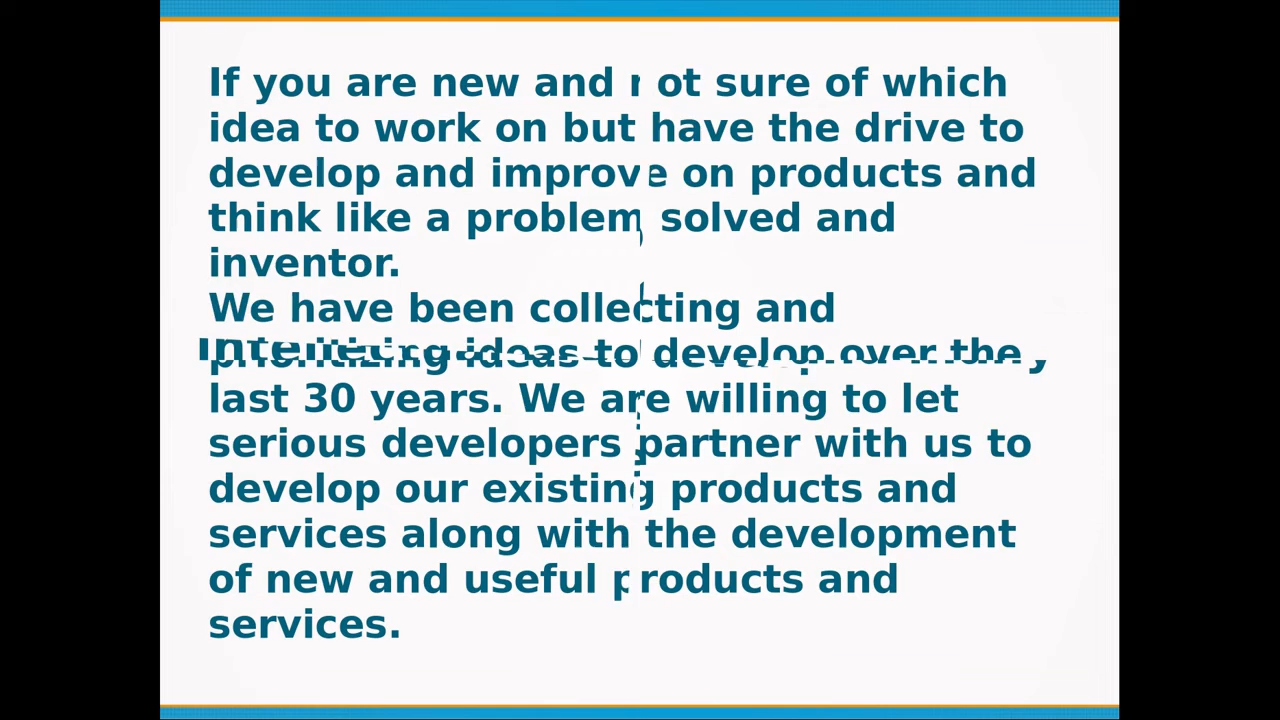 If you are new and not sure of which
idea to work on but have the drive to
develop and improve on products and
think like a problem solved and
inventor.
We have been collecting and
prioritizing ideas to develop over the
last 30 years. We are willing to let
serious developers partner with us to
develop our existing products and
services along with the development
of new and useful products and
services.